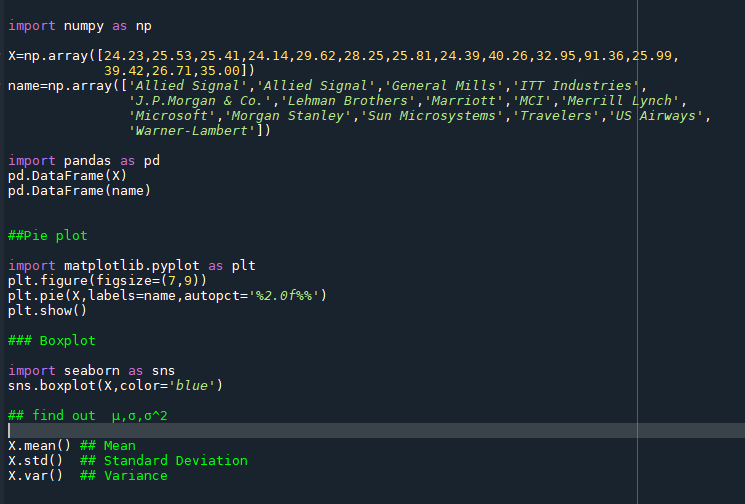 import numpy as np
X=np.array([24.23,25.53,25.41,24.14,29.62,28.25,25.81,24.39,40.26,32.95,91.36,25.99,
39.42,26.71,35.00])
name=np.array(['Allied Signal','Allied Signal','General Mills','ITT Industries',
'J.P.Morgan & Co.','Lehman Brothers','Marriott','MCI','Merrill Lynch',
'Microsoft','Morgan Stanley','Sun Microsystems','Travelers','US Airways',
'Warner-Lambert'])
import pandas as pd
pd.DataFrame(X)
pd.DataFrame(name)
##Pie plot
import matplotlib.pyplot as plt
plt.figure(figsize=(7,9))
plt.pie(X,labels=name,autopct='%2.0f%%')
plt.show()
### Boxplot
import seaborn as sns
sns.boxplot(X,color='blue')
## find out  μ,σ,σ^2
X.mean() ## Mean
X.std()  ## Standard Deviation
X.var()  ## Variance